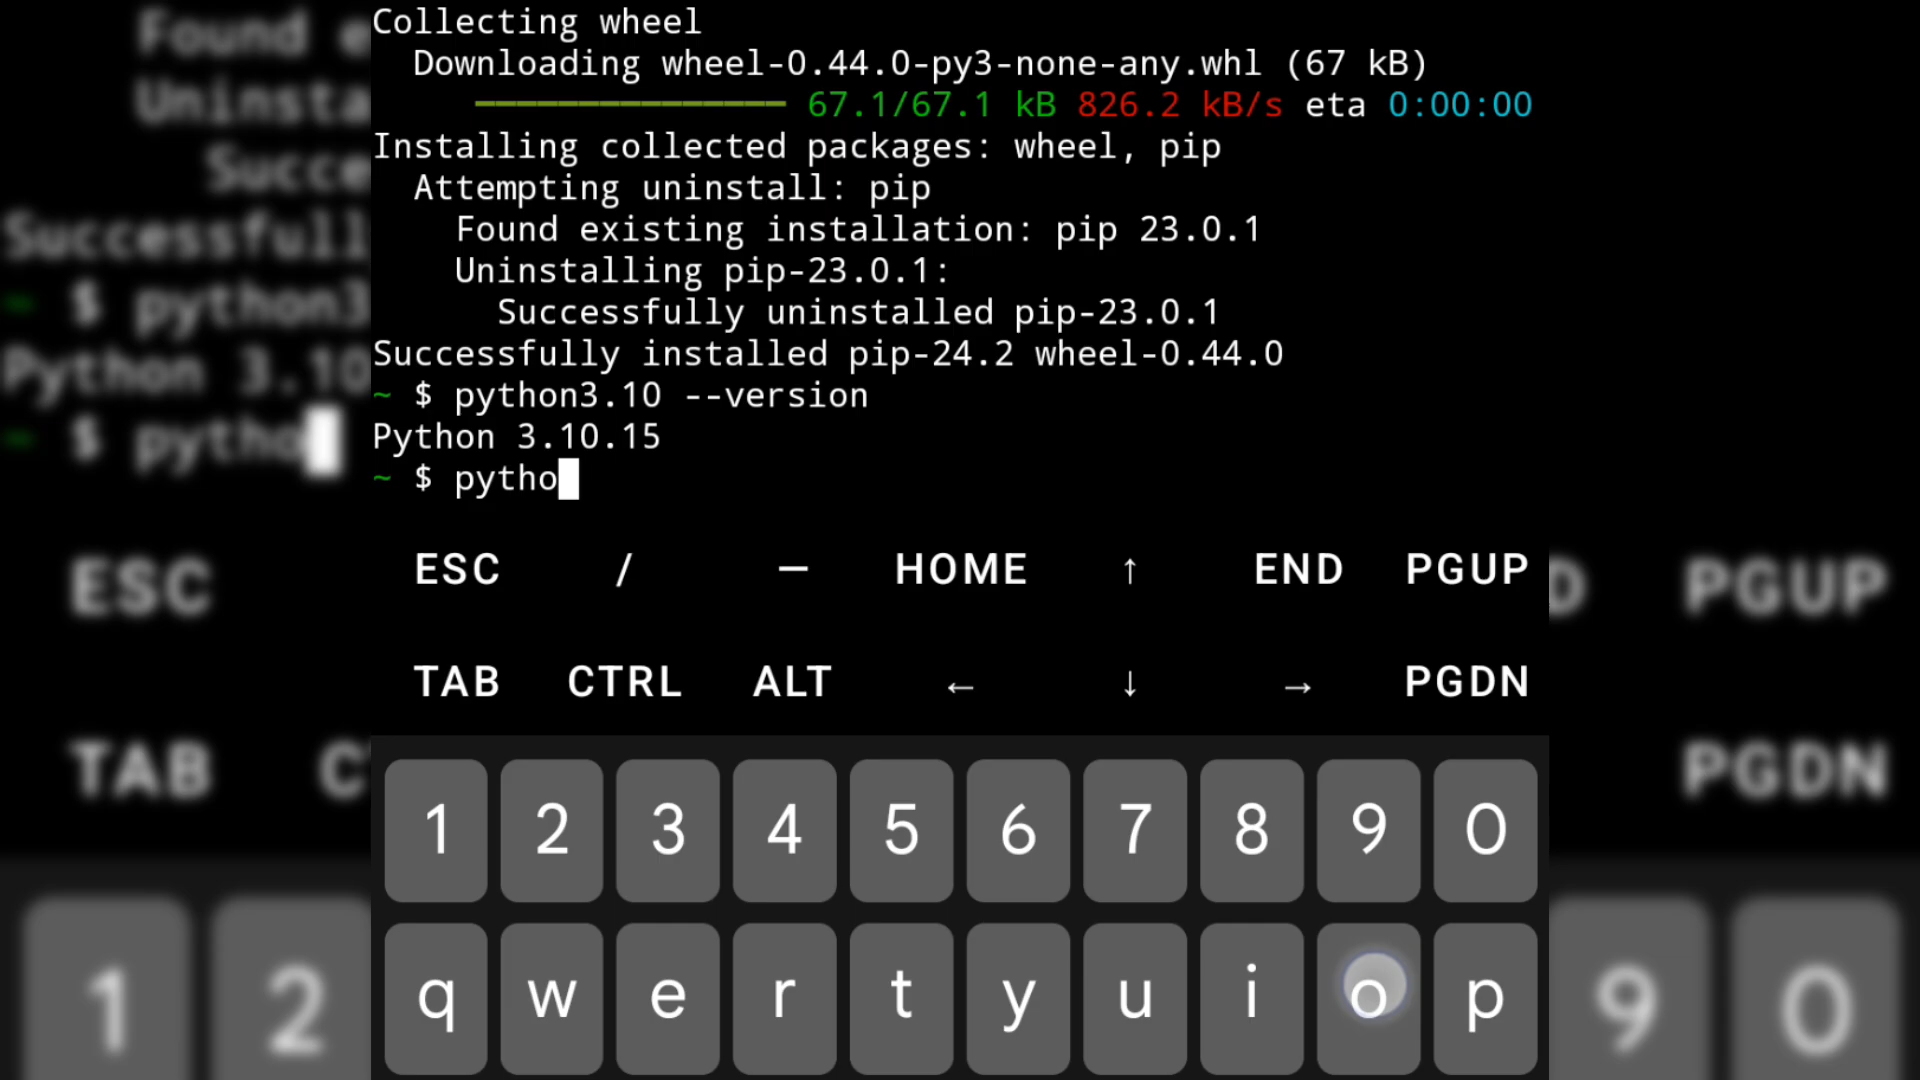 Collecting wheel
Downloading wheel-0.44.0-py3-none-any.whl (67 kB)
67.1/67.1 kB 826.2 kB/s eta 0:00:00
Installing collected packages: wheel, pip
Attempting uninstall: pip
Found existing installation: pip 23.0.1
Uninstalling pip-23.0.1:
Successfully uninstalled pip-23.0.1
Successfully installed pip-24.2 wheel-0.44.0
~ $ python3.10 --version
Python 3.10.15
~ $ pytho
ESC / — HOME ↑ END PGUP
TAB CTRL ALT ← ↓ → PGDN
1 2 3 4 5 6 7 8 9 0
q w e r t y u i o p